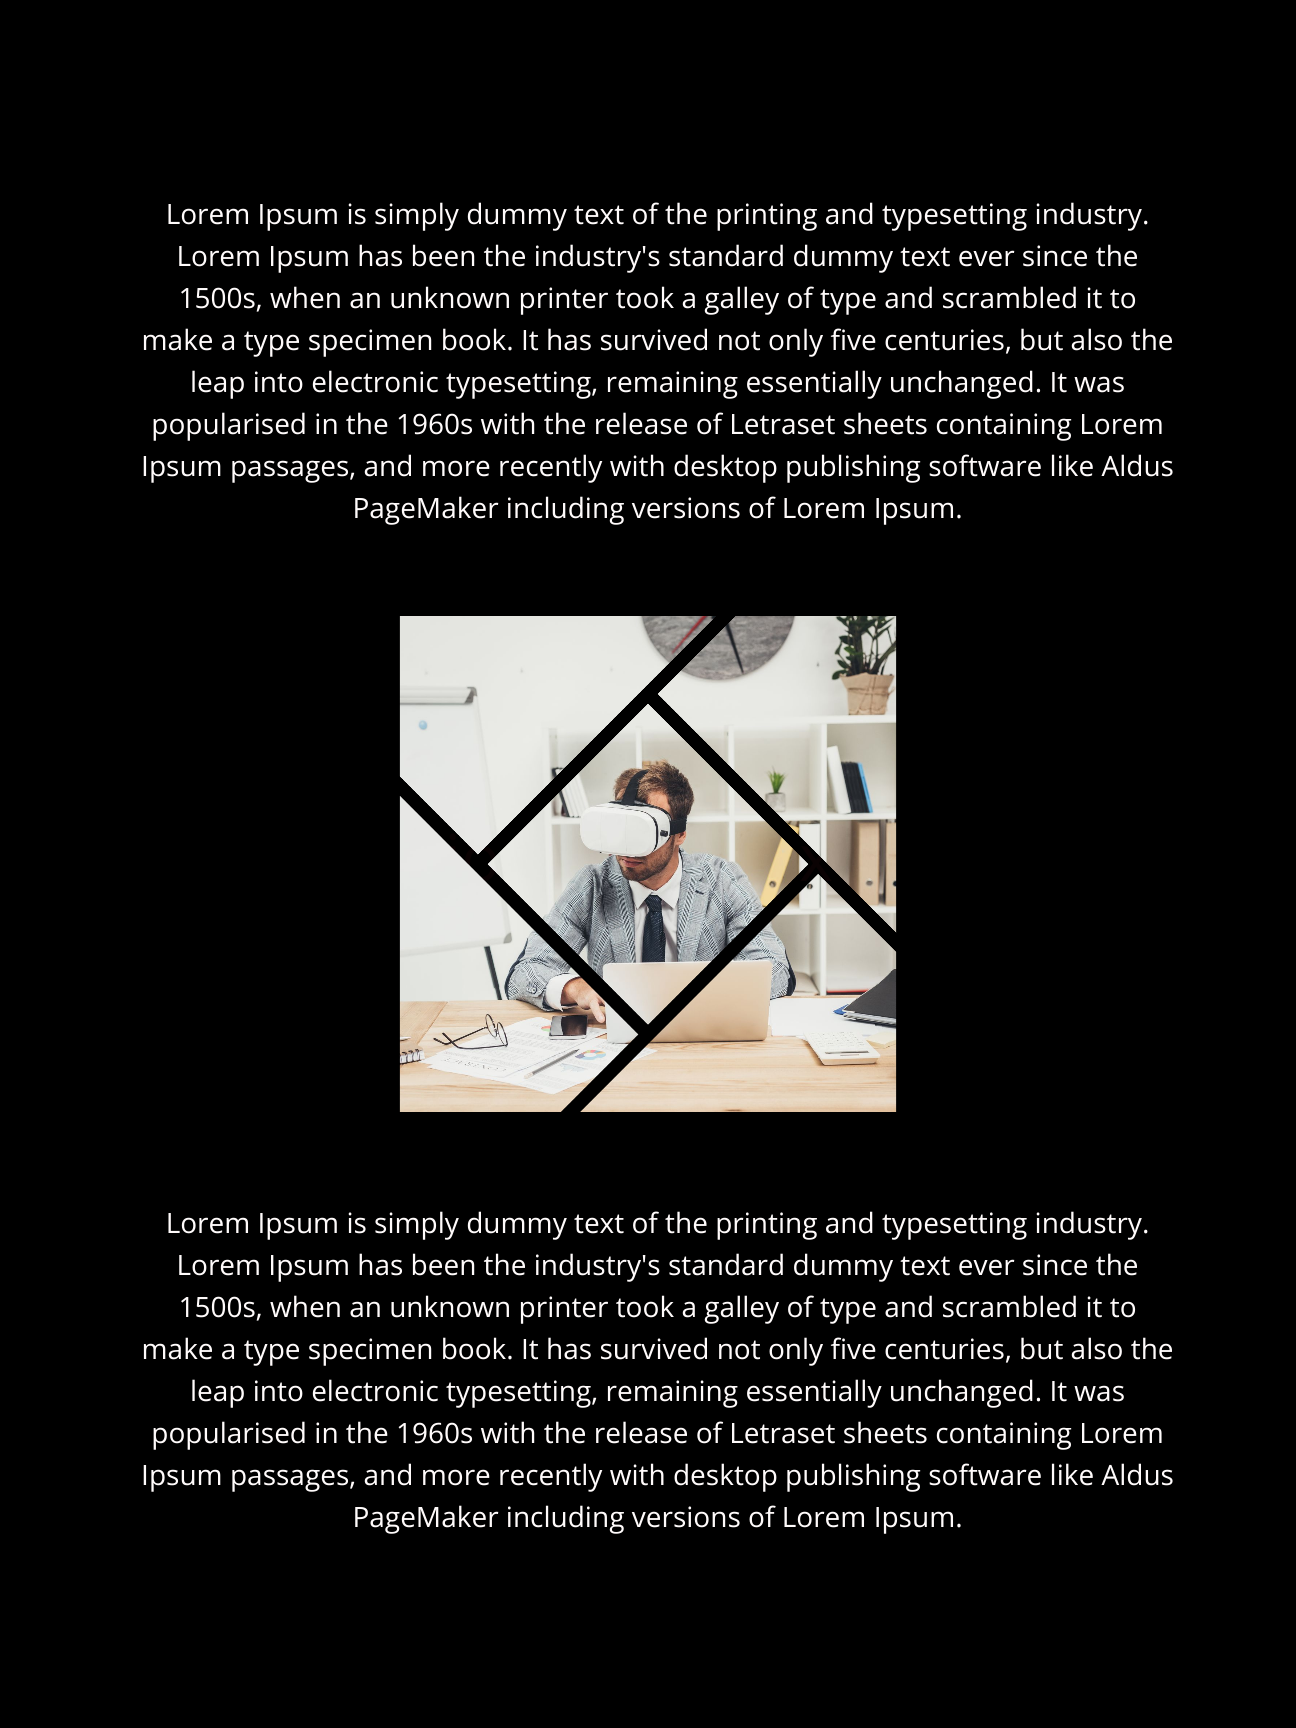 Lorem Ipsum is simply dummy text of the printing and typesetting industry.
Lorem Ipsum has been the industry's standard dummy text ever since the
1500s, when an unknown printer took a galley of type and scrambled it to
make a type specimen book. It has survived not only five centuries, but also the
leap into electronic typesetting, remaining essentially unchanged. It was
popularised in the 1960s with the release of Letraset sheets containing Lorem
Ipsum passages, and more recently with desktop publishing software like Aldus
PageMaker including versions of Lorem Ipsum.
Lorem Ipsum is simply dummy text of the printing and typesetting industry.
Lorem Ipsum has been the industry's standard dummy text ever since the
1500s, when an unknown printer took a galley of type and scrambled it to
make a type specimen book. It has survived not only five centuries, but also the
leap into electronic typesetting, remaining essentially unchanged. It was
popularised in the 1960s with the release of Letraset sheets containing Lorem
Ipsum passages, and more recently with desktop publishing software like Aldus
PageMaker including versions of Lorem Ipsum.